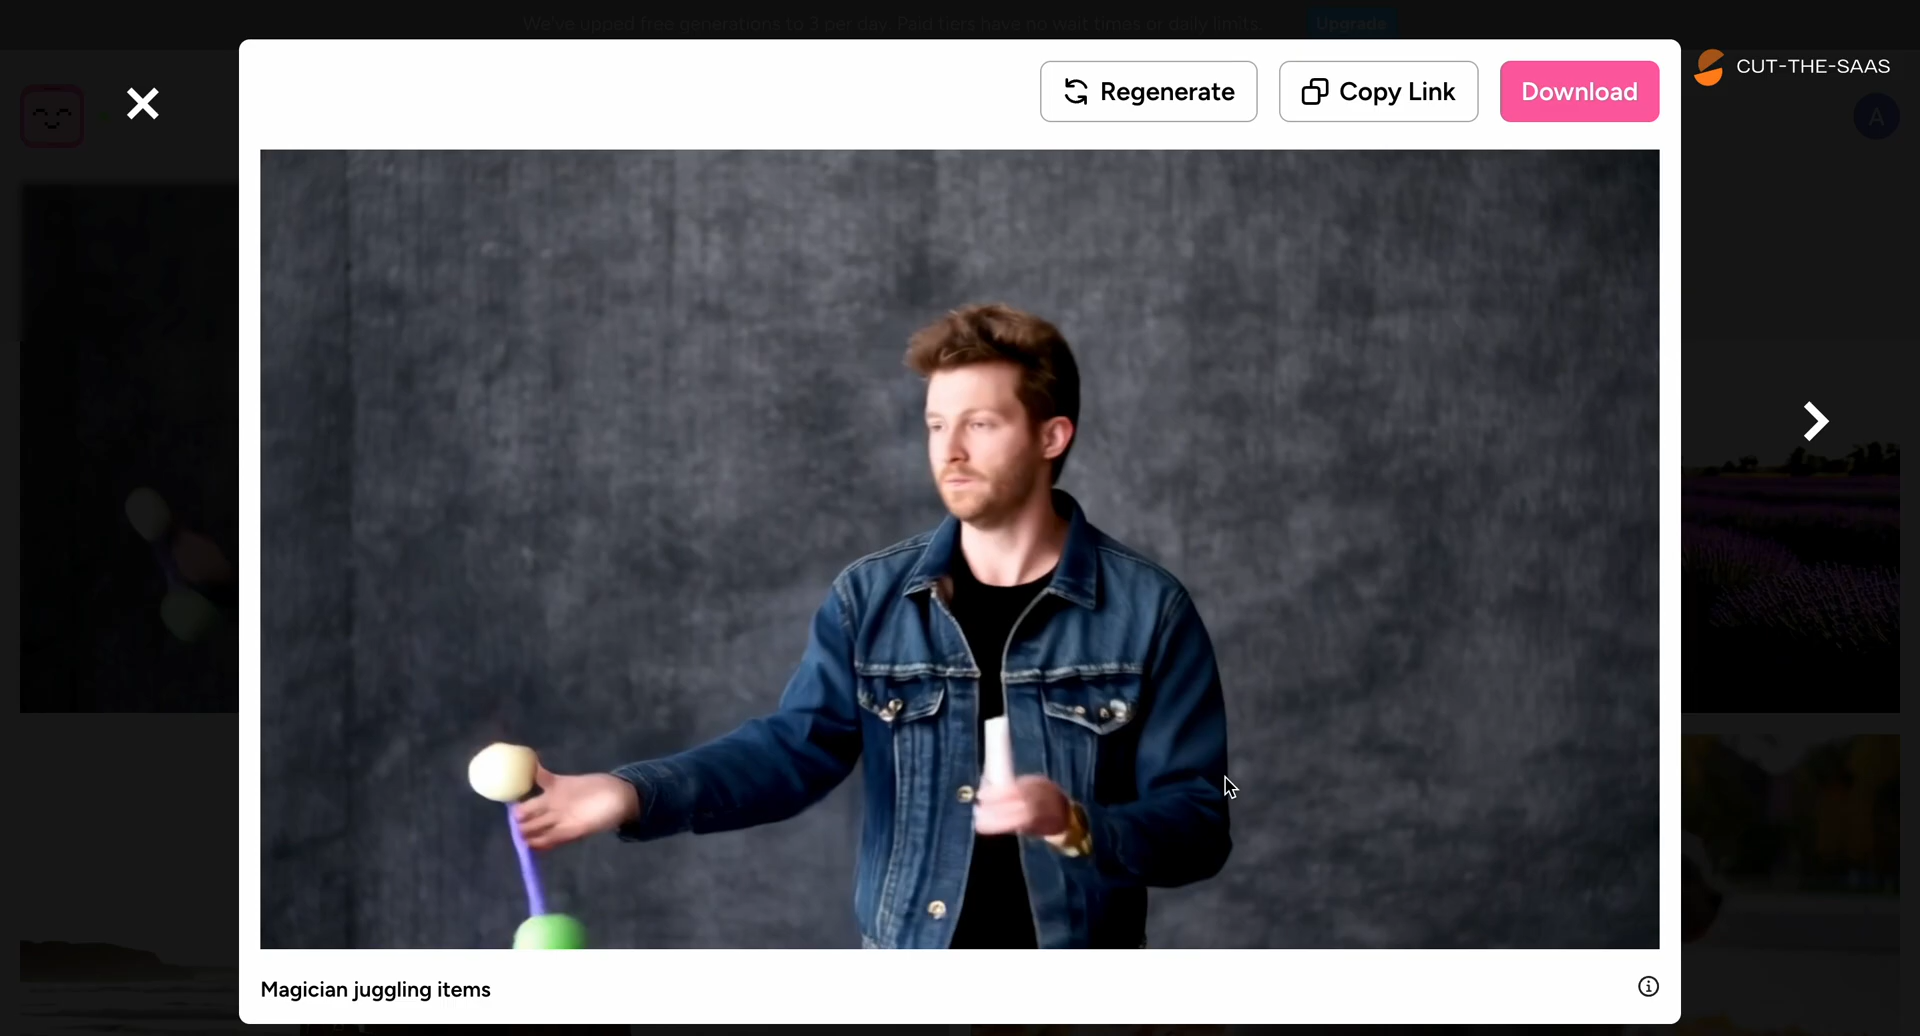 We've upped free generations to 3 per day. Paid tiers have no wait times or daily limits.
Upgrade
CUT-THE-SAAS
Regenerate
Copy Link
Download
A
Magician juggling items